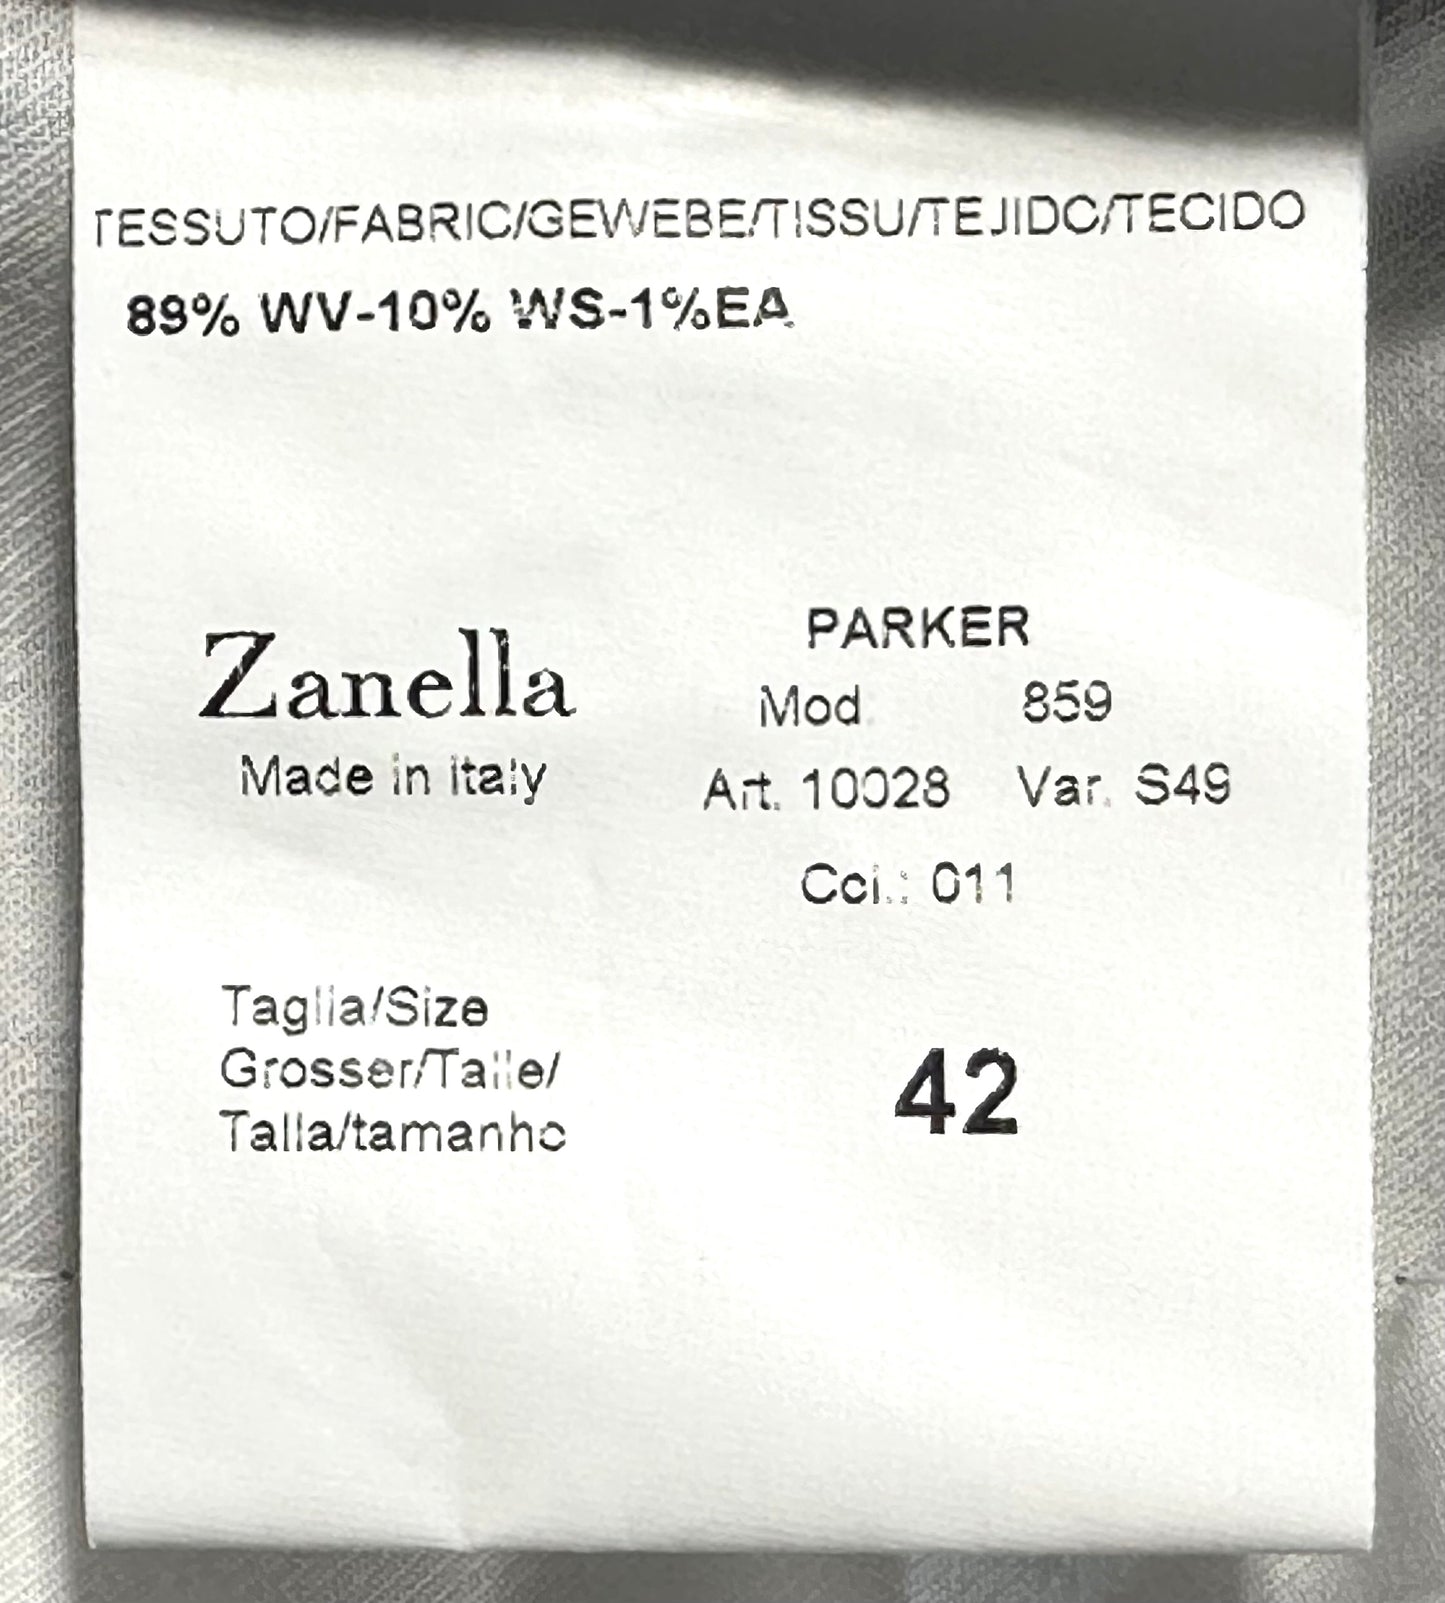 TESSUTO/FABRIC/GEWEBE/TISSU/TEJIDO/TECIDO
89% WV-10% WS-1%EA
Zanella
Made in Italy
PARKER
Mod 859
Art. 10028 Var. S49
Col.: 011
Taglia/Size
Grosser/Taille/
Talla/tamanho
42